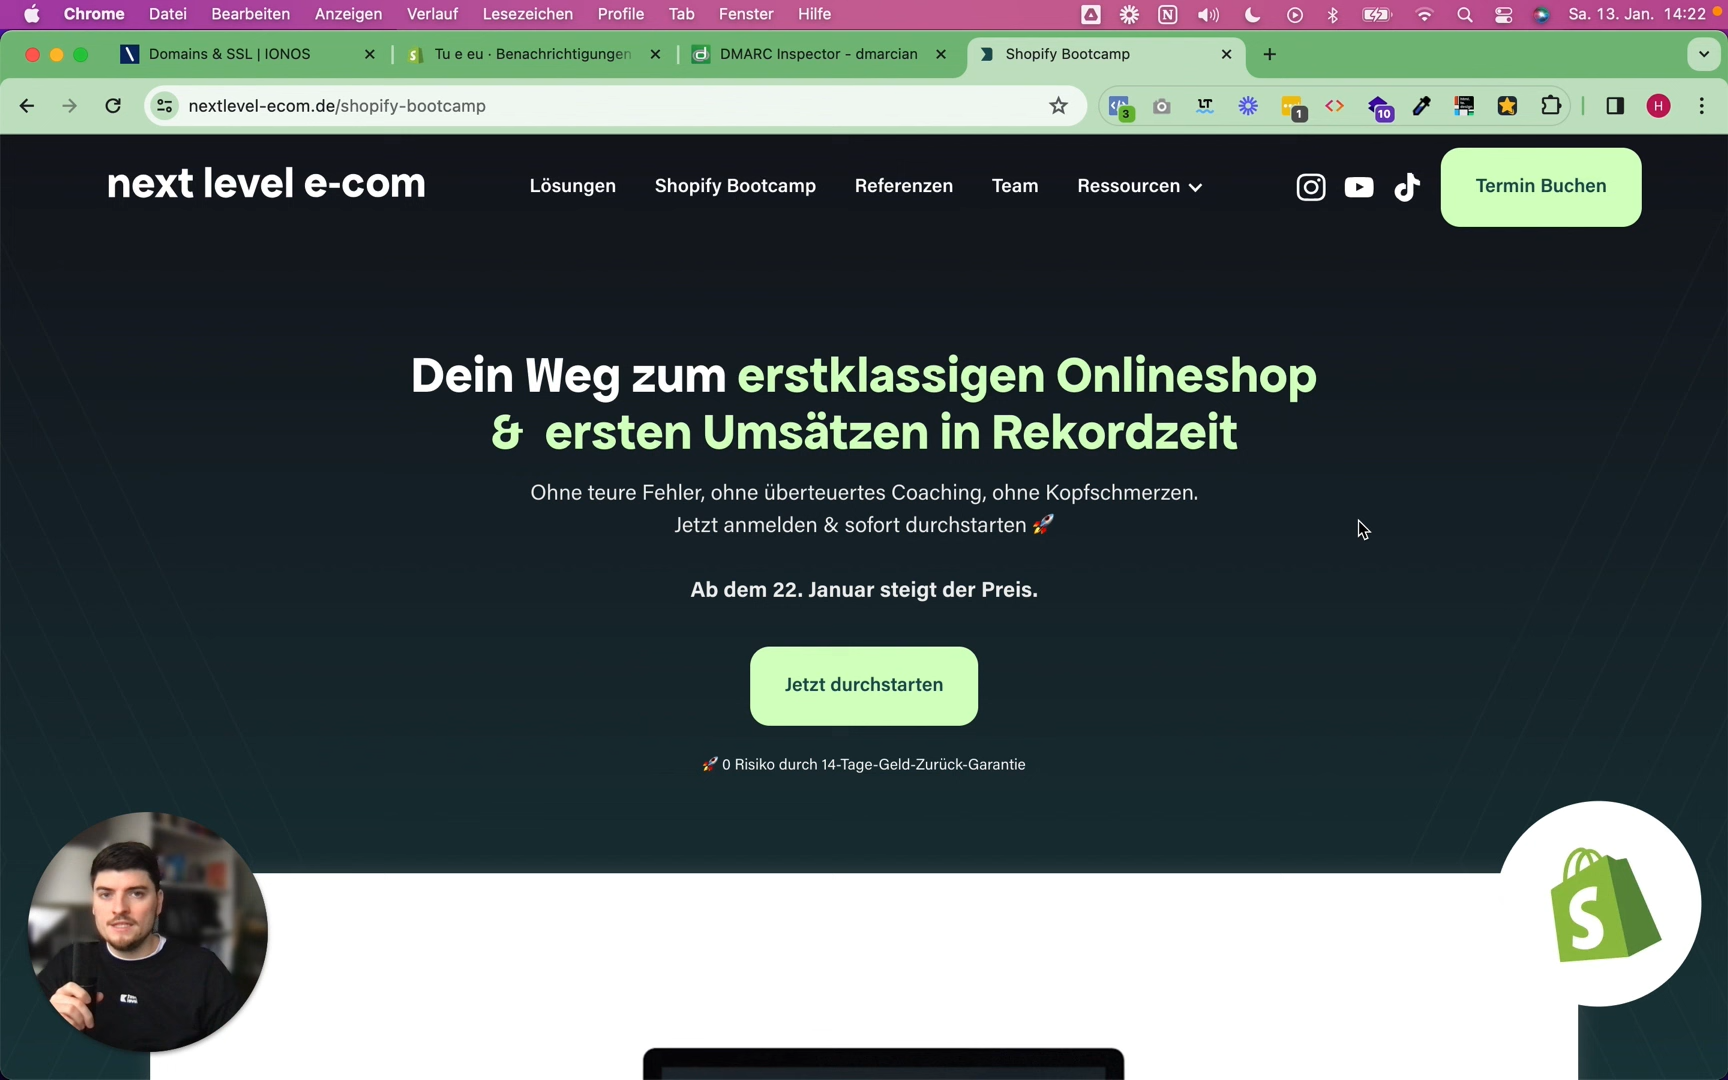 Chrome Datei Bearbeiten Anzeigen Verlauf Lesezeichen Profile Tab Fenster Hilfe Sa. 13. Jan. 14:22
Domains & SSL | IONOS
Tu e eu · Benachrichtigungen
DMARC Inspector - dmarcian
Shopify Bootcamp
nextlevel-ecom.de/shopify-bootcamp
3
LT
1
10
H
next level e-com
Lösungen
Shopify Bootcamp
Referenzen
Team
Ressourcen
Termin Buchen
Dein Weg zum erstklassigen Onlineshop
& ersten Umsätzen in Rekordzeit
Ohne teure Fehler, ohne überteuertes Coaching, ohne Kopfschmerzen.
Jetzt anmelden & sofort durchstarten 🚀
Ab dem 22. Januar steigt der Preis.
Jetzt durchstarten
🚀 0 Risiko durch 14-Tage-Geld-Zurück-Garantie